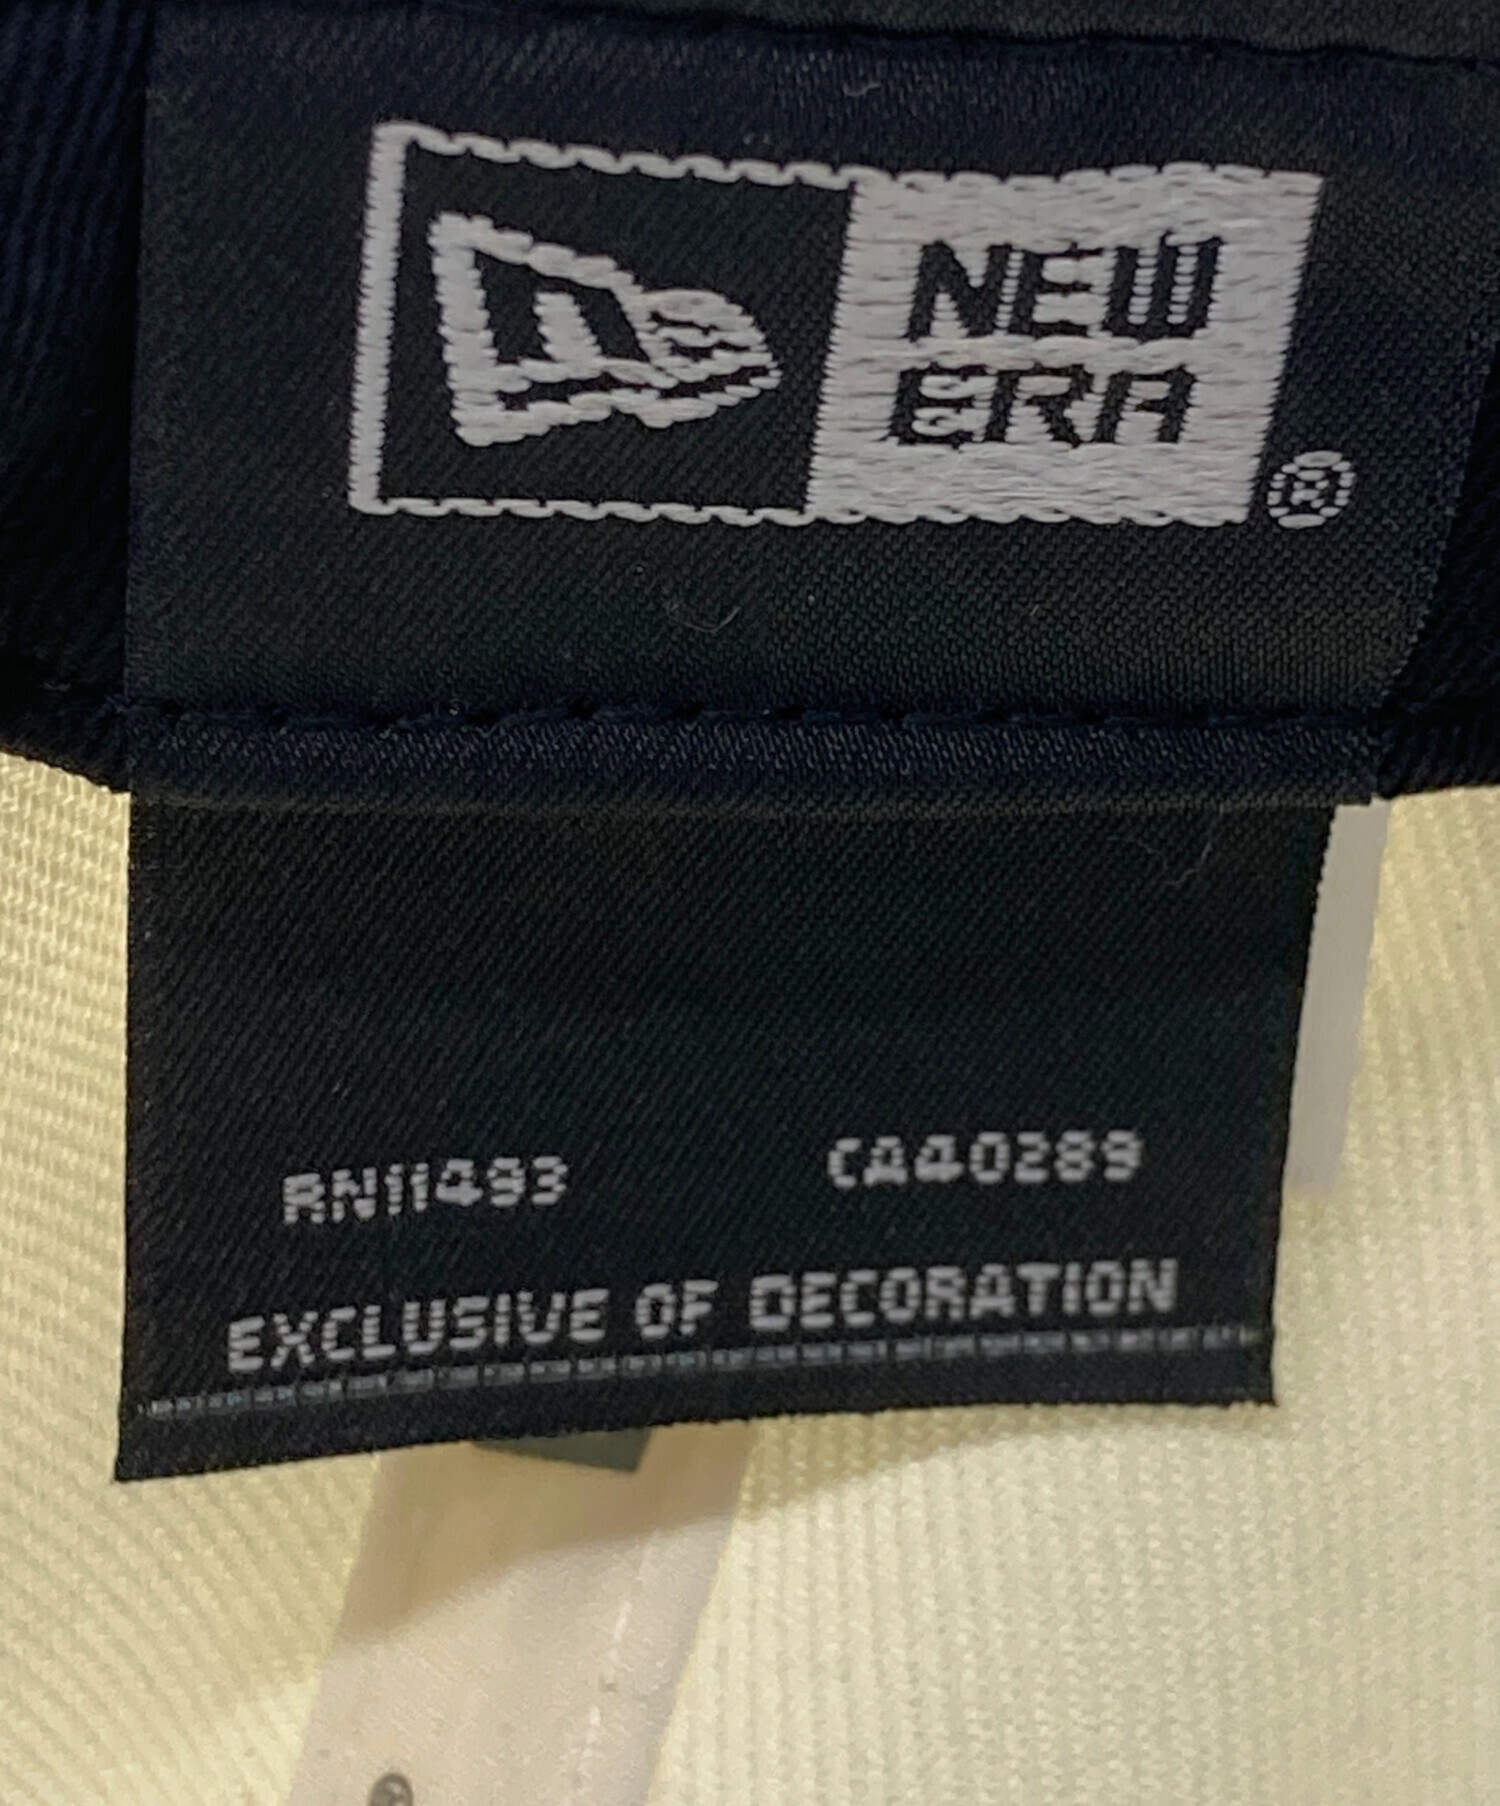 NEW
ERA
®
RN11493 CA40289
EXCLUSIVE OF DECORATION